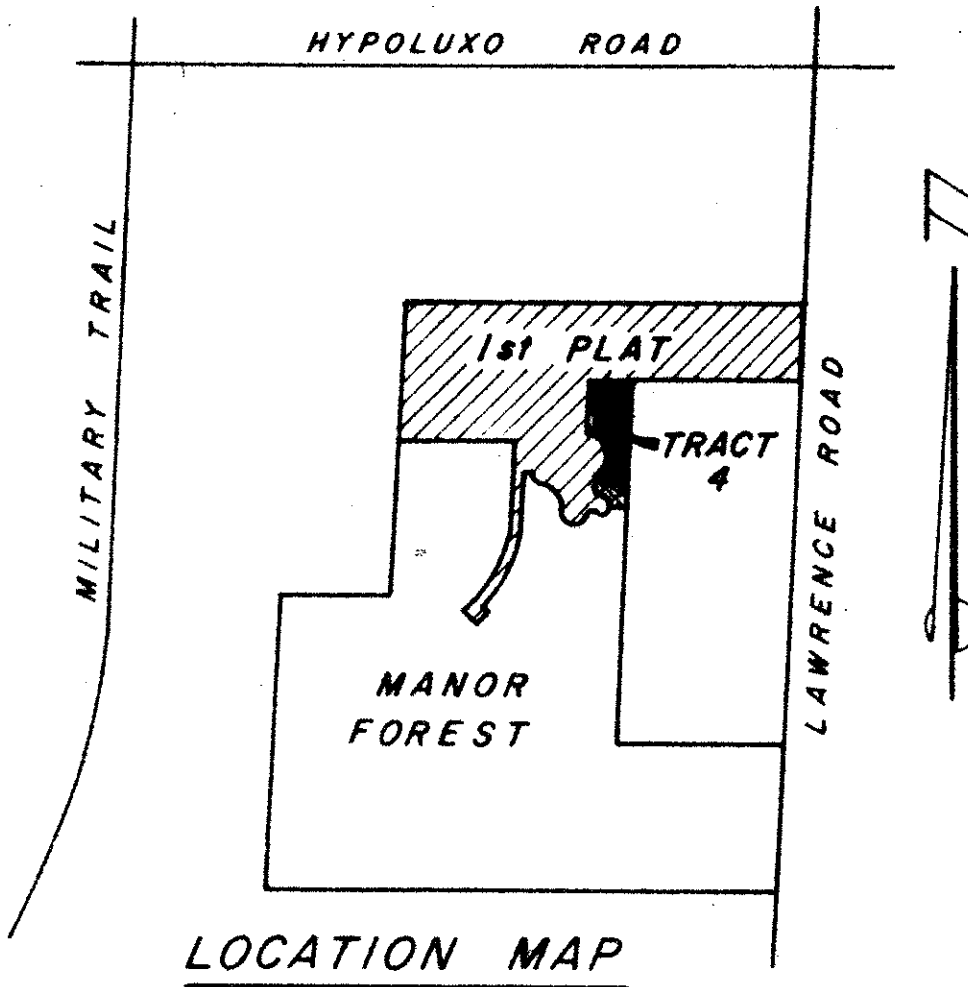 HYPOLUXO ROAD
MILITARY TRAIL
1st PLAT
TRACT
4
LAWRENCE ROAD
MANOR
FOREST
LOCATION MAP